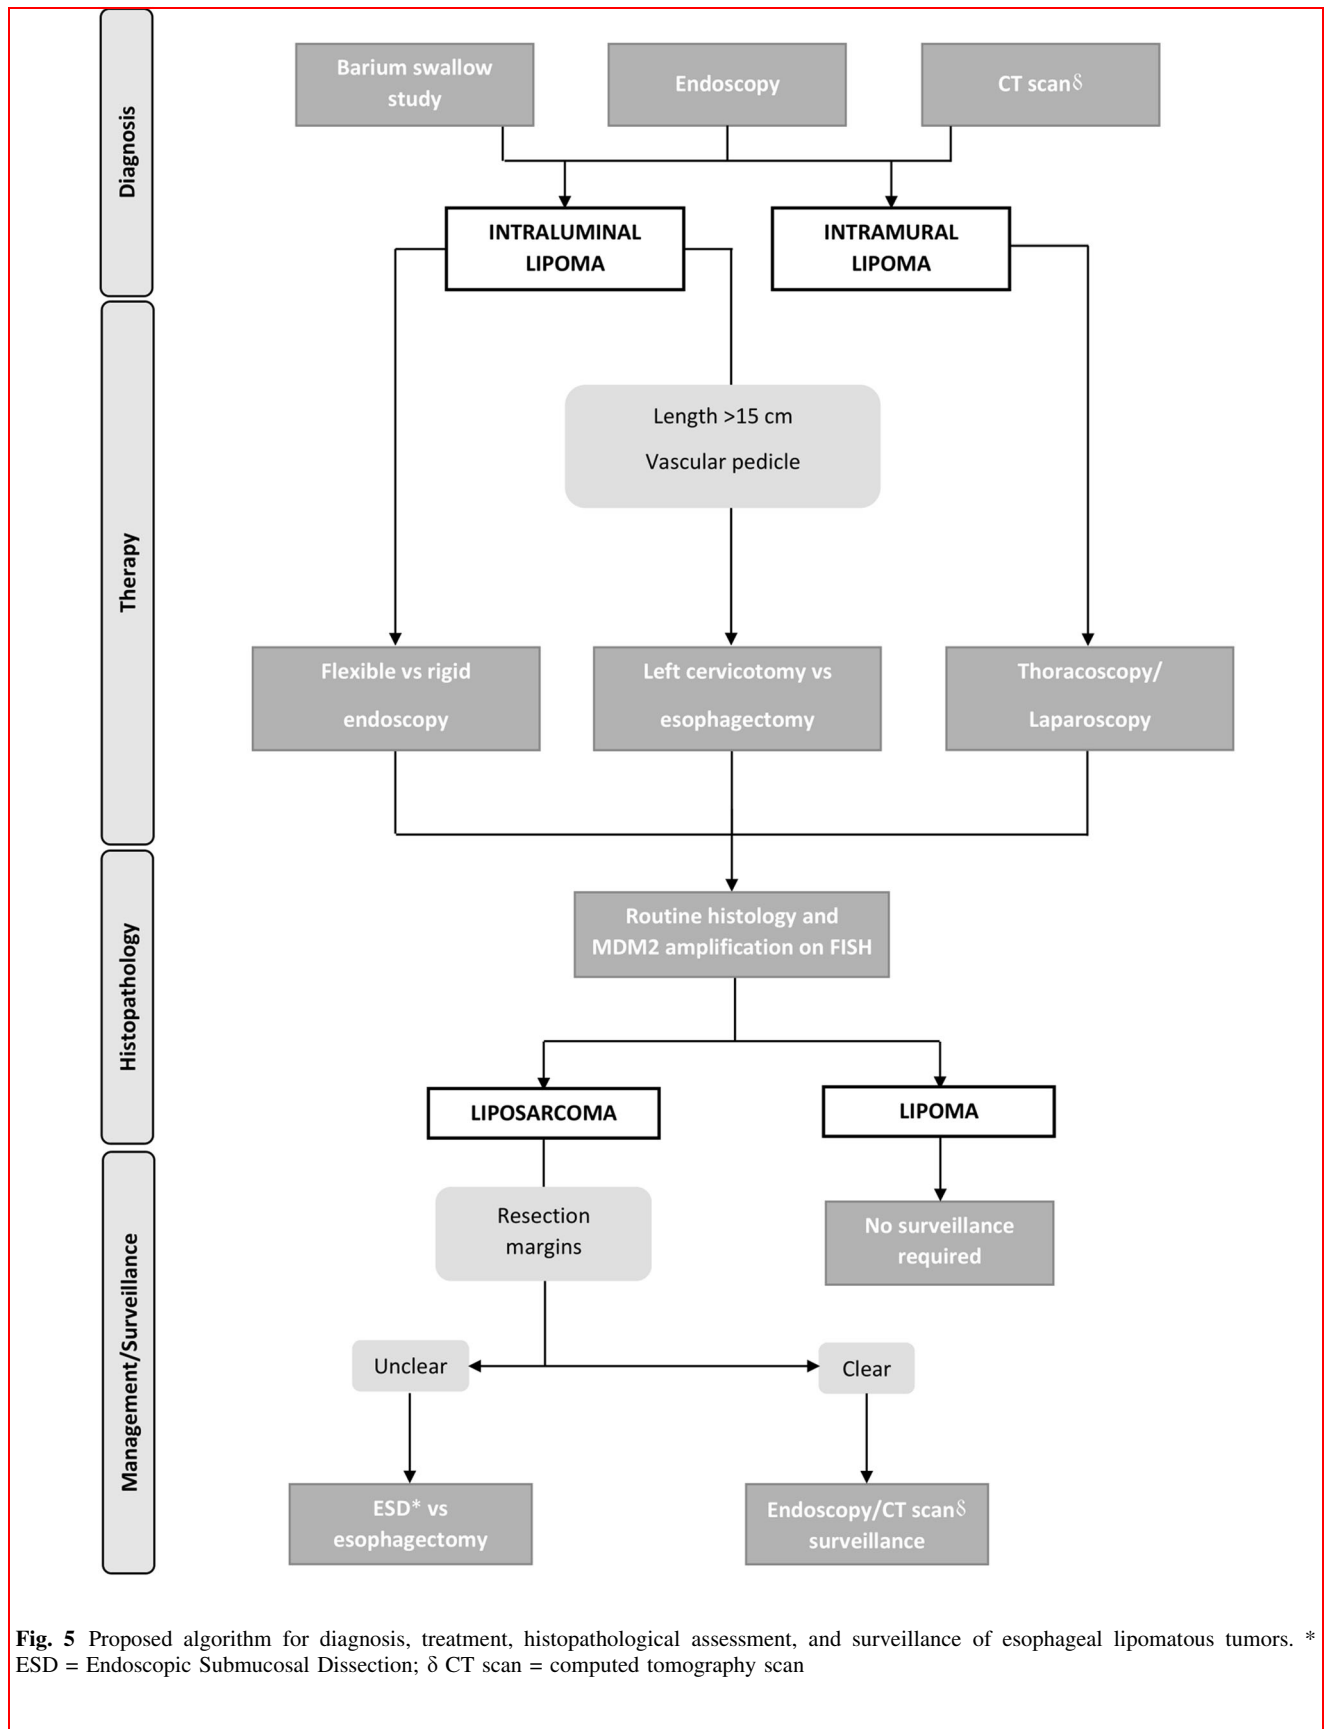 Diagnosis
Barium swallow
study
Endoscopy
CT scanδ
INTRALUMINAL
LIPOMA
INTRAMURAL
LIPOMA
Therapy
Length >15 cm
Vascular pedicle
Flexible vs rigid
endoscopy
Left cervicotomy vs
esophagectomy
Thoracoscopy/
Laparoscopy
Histopathology
Routine histology and
MDM2 amplification on FISH
LIPOSARCOMA
LIPOMA
Management/Surveillance
Resection
margins
No surveillance
required
Unclear
Clear
ESD* vs
esophagectomy
Endoscopy/CT scanδ
surveillance
Fig. 5 Proposed algorithm for diagnosis, treatment, histopathological assessment, and surveillance of esophageal lipomatous tumors. *
ESD = Endoscopic Submucosal Dissection; δ CT scan = computed tomography scan